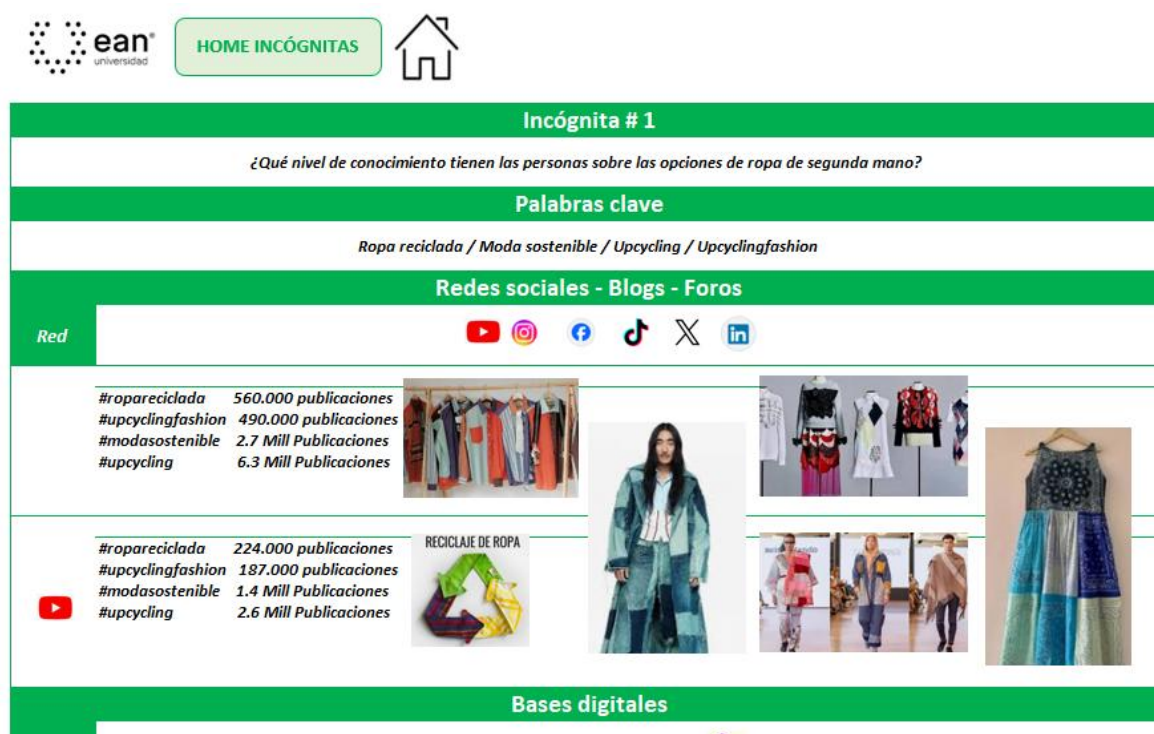 ean
universidad
HOME INCÓGNITAS
Incógnita # 1
¿Qué nivel de conocimiento tienen las personas sobre las opciones de ropa de segunda mano?
Palabras clave
Ropa reciclada / Moda sostenible / Upcycling / Upcyclingfashion
Redes sociales - Blogs - Foros
Red
#ropareciclada 560.000 publicaciones
#upcyclingfashion 490.000 publicaciones
#modasostenible 2.7 Mill Publicaciones
#upcycling 6.3 Mill Publicaciones
#ropareciclada 224.000 publicaciones
#upcyclingfashion 187.000 publicaciones
#modasostenible 1.4 Mill Publicaciones
#upcycling 2.6 Mill Publicaciones
RECICLAJE DE ROPA
Bases digitales